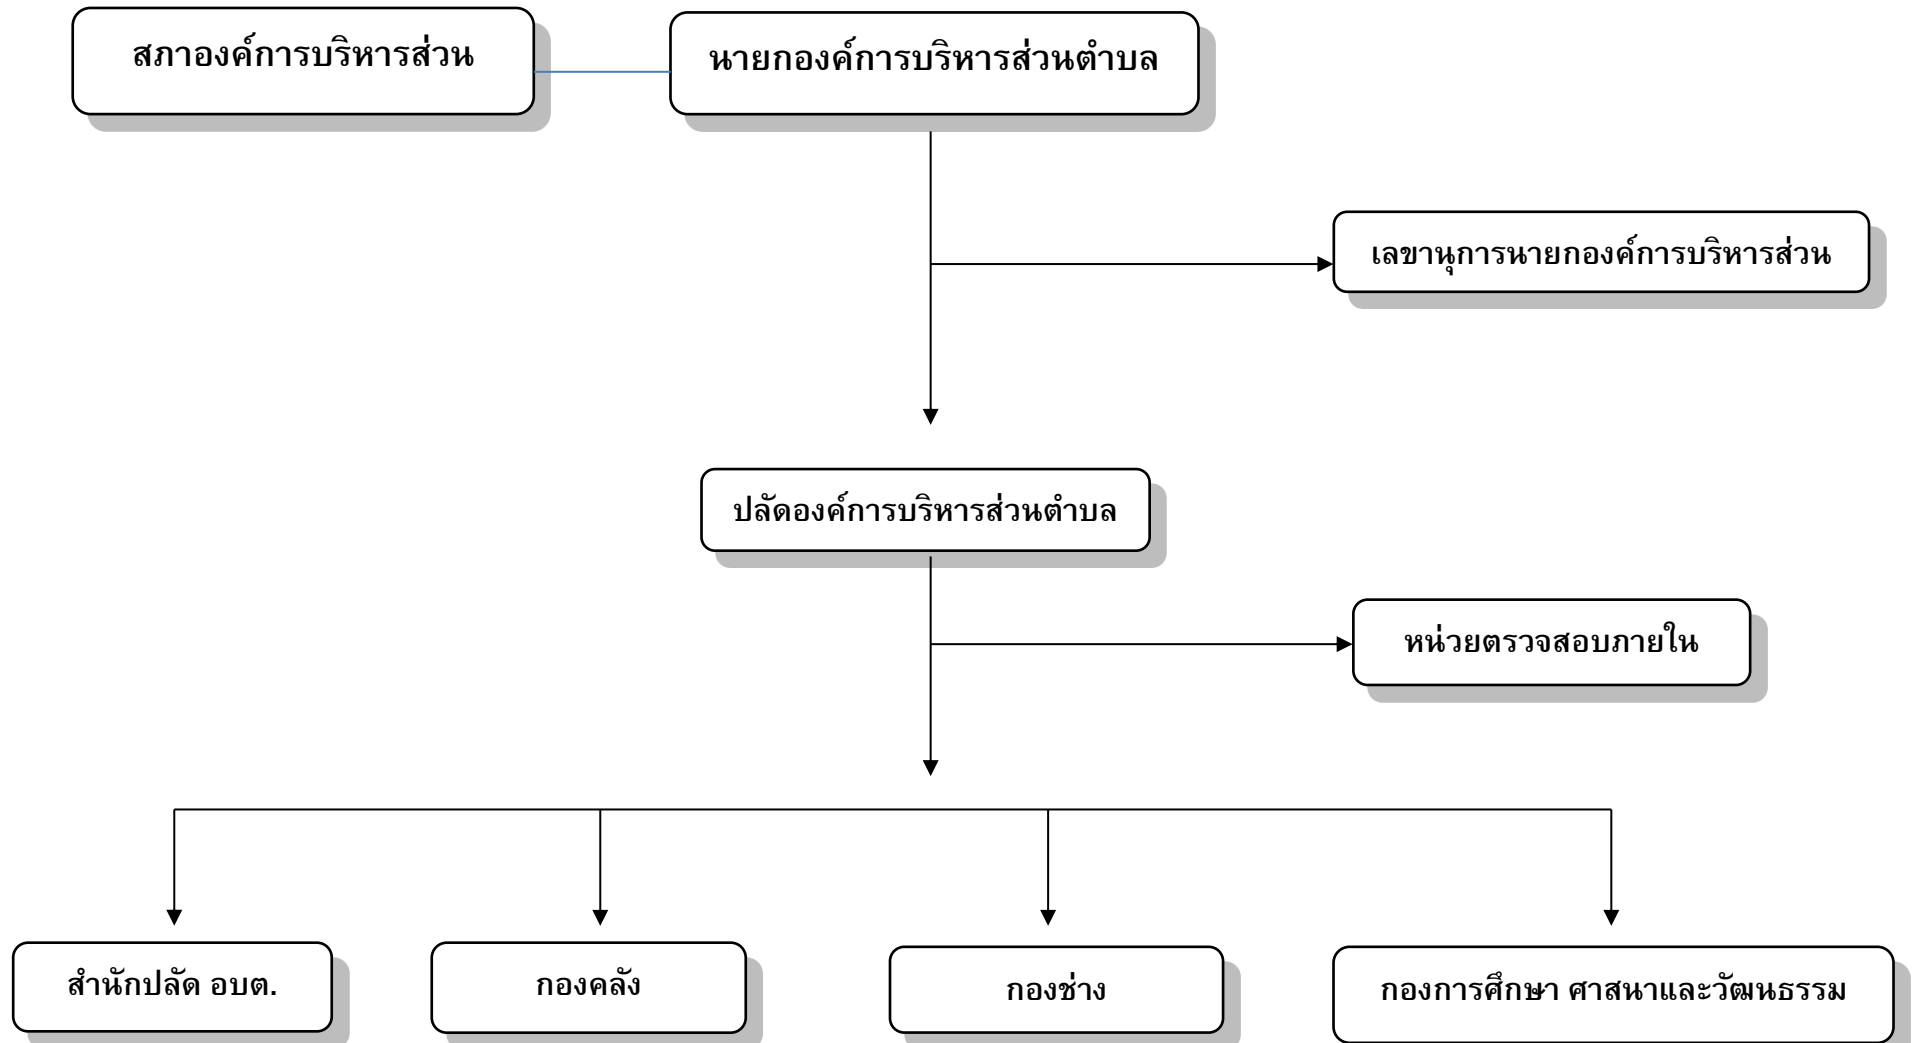 สภาองค์การบริหารส่วน
นายกองค์การบริหารส่วนตำบล
เลขานุการนายกองค์การบริหารส่วน
ปลัดองค์การบริหารส่วนตำบล
หน่วยตรวจสอบภายใน
สำนักปลัด อบต.
กองคลัง
กองช่าง
กองการศึกษา ศาสนาและวัฒนธรรม